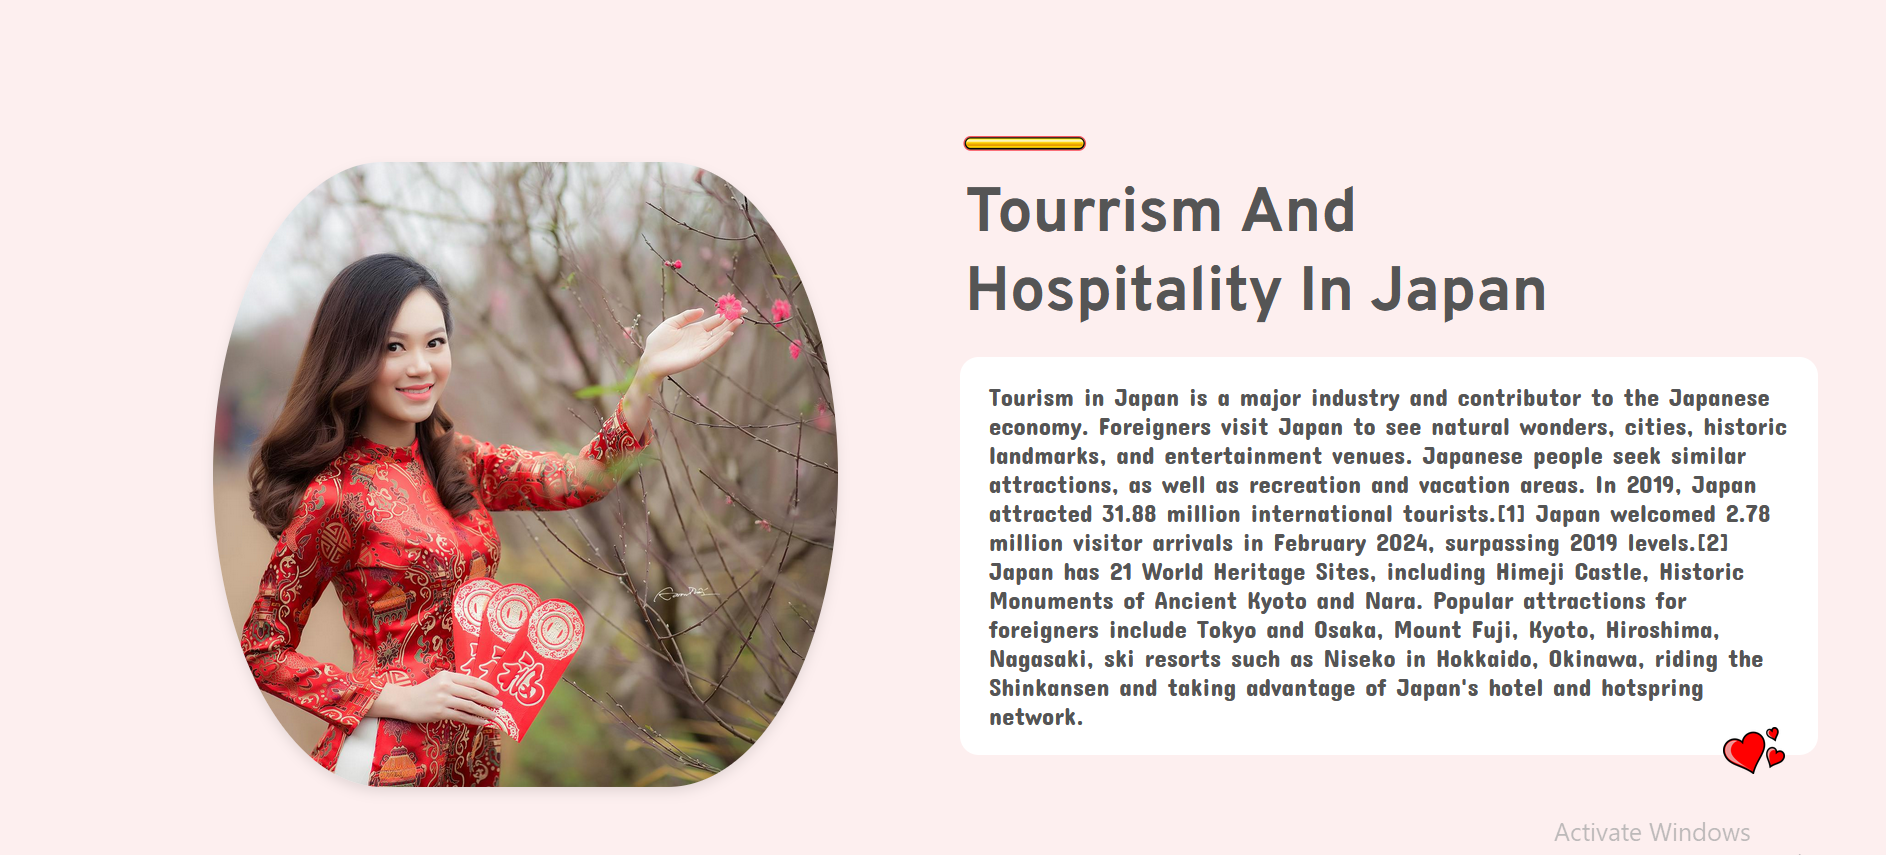 Tourrism And
Hospitality In Japan
Tourism in Japan is a major industry and contributor to the Japanese
economy. Foreigners visit Japan to see natural wonders, cities, historic
landmarks, and entertainment venues. Japanese people seek similar
attractions, as well as recreation and vacation areas. In 2019, Japan
attracted 31.88 million international tourists.[1] Japan welcomed 2.78
million visitor arrivals in February 2024, surpassing 2019 levels.[2]
Japan has 21 World Heritage Sites, including Himeji Castle, Historic
Monuments of Ancient Kyoto and Nara. Popular attractions for
foreigners include Tokyo and Osaka, Mount Fuji, Kyoto, Hiroshima,
Nagasaki, ski resorts such as Niseko in Hokkaido, Okinawa, riding the
Shinkansen and taking advantage of Japan's hotel and hotspring
network.
福
Activate Windows